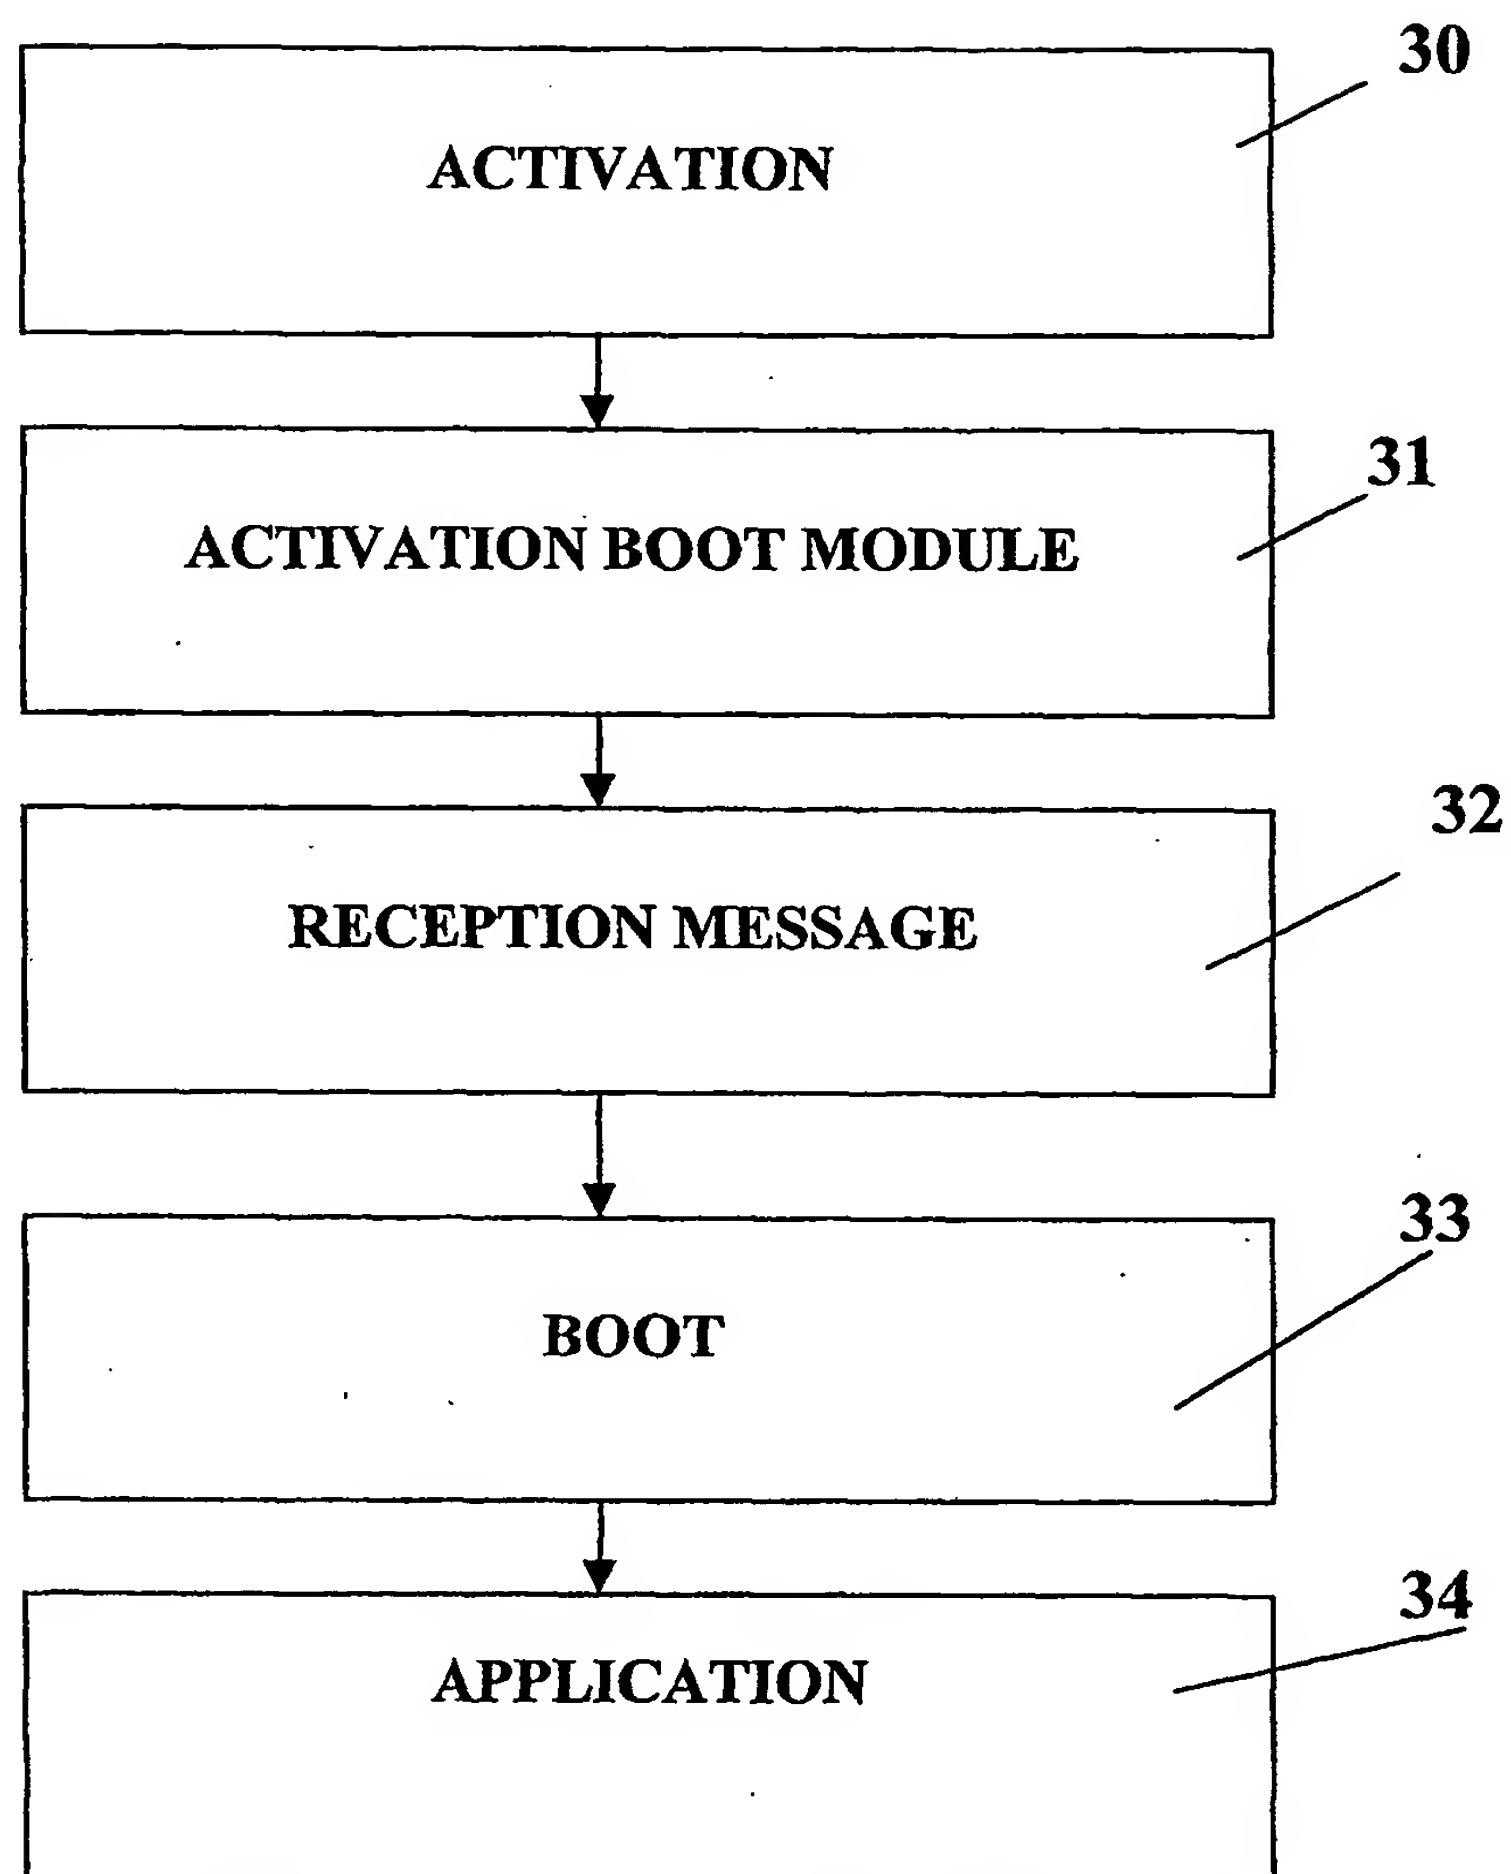 30
ACTIVATION
31
ACTIVATION BOOT MODULE
32
RECEPTION MESSAGE
33
BOOT
34
APPLICATION